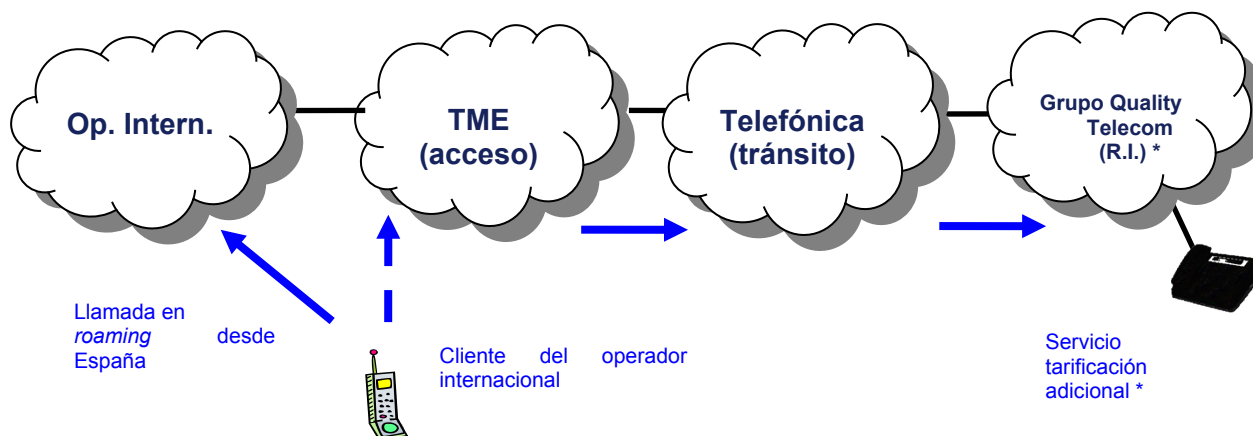 Op. Intern.
TME
(acceso)
Telefónica
(tránsito)
Grupo Quality
Telecom
(R.I.) *
Llamada en
roaming desde
España
Cliente del operador
internacional
Servicio
tarificación
adicional *